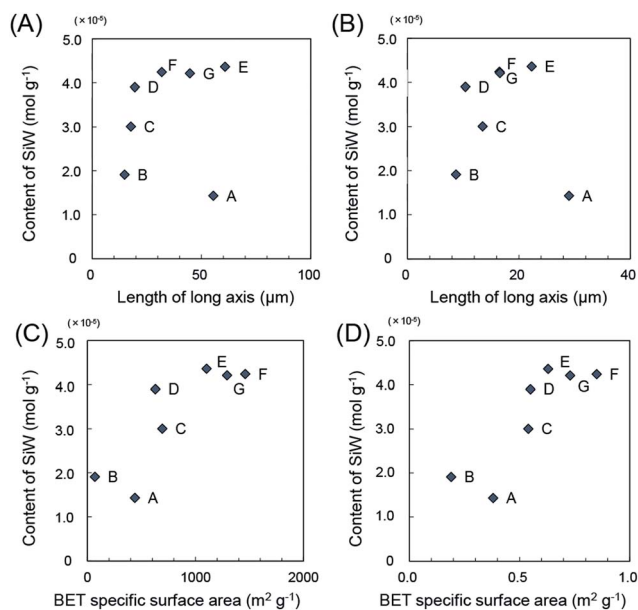 (A)
(× 10⁻⁵)
5.0
4.0
3.0
2.0
1.0
0
Content of SiW (mol g⁻¹)
F
G
E
D
C
B
A
0 50 100
Length of long axis (μm)
(B)
(× 10⁻⁵)
5.0
4.0
3.0
2.0
1.0
0
Content of SiW (mol g⁻¹)
F
G
E
D
C
B
A
0 20 40
Length of long axis (μm)
(C)
(× 10⁻⁵)
5.0
4.0
3.0
2.0
1.0
0
Content of SiW (mol g⁻¹)
E
F
G
D
C
B
A
0 1000 2000
BET specific surface area (m² g⁻¹)
(D)
(× 10⁻⁵)
5.0
4.0
3.0
2.0
1.0
0
Content of SiW (mol g⁻¹)
E
F
G
D
C
B
A
0.0 0.5 1.0
BET specific surface area (m² g⁻¹)